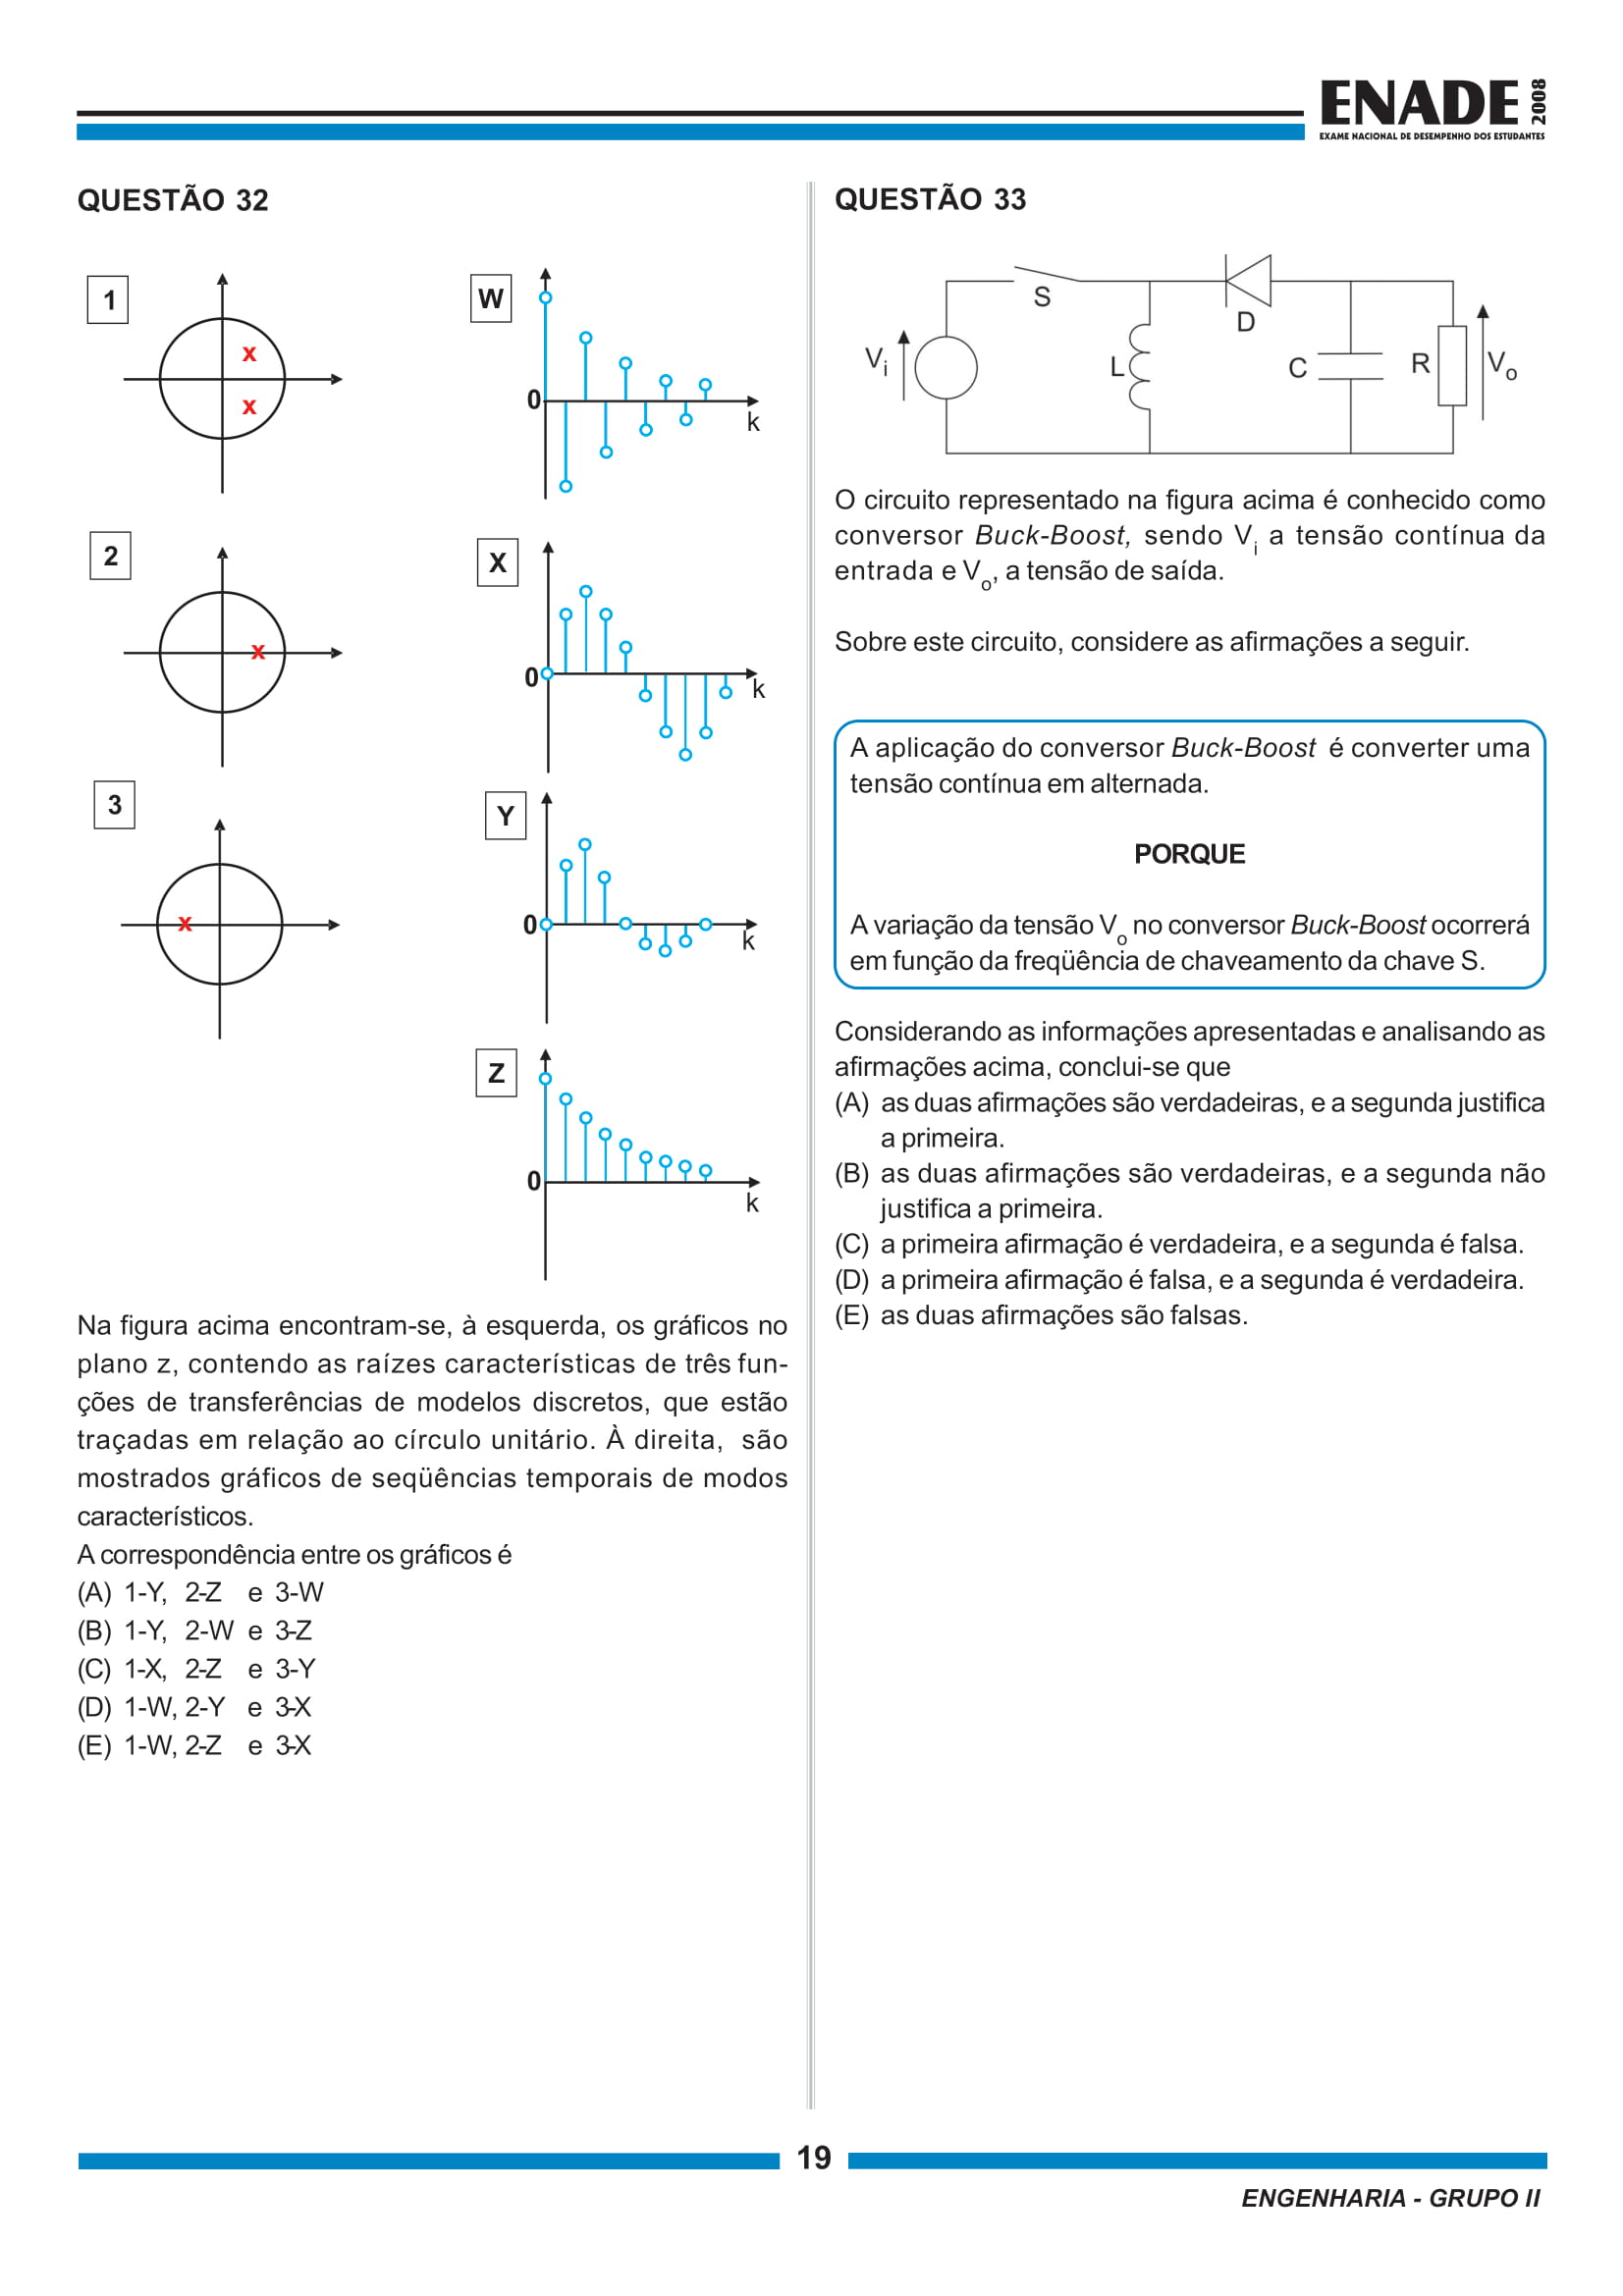 ENADE 2008
EXAME NACIONAL DE DESEMPENHO DOS ESTUDANTES
QUESTÃO 32
1
W
0
k
2
X
0
k
3
Y
0
k
Z
0
k
Na figura acima encontram-se, à esquerda, os gráficos no
plano z, contendo as raízes características de três fun-
ções de transferências de modelos discretos, que estão
traçadas em relação ao círculo unitário. À direita, são
mostrados gráficos de seqüências temporais de modos
característicos.
A correspondência entre os gráficos é
(A) 1-Y, 2-Z e 3-W
(B) 1-Y, 2-W e 3-Z
(C) 1-X, 2-Z e 3-Y
(D) 1-W, 2-Y e 3-X
(E) 1-W, 2-Z e 3-X
QUESTÃO 33
S
D
Vi
L
C
R
Vo
O circuito representado na figura acima é conhecido como
conversor Buck-Boost, sendo Vi a tensão contínua da
entrada e Vo, a tensão de saída.
Sobre este circuito, considere as afirmações a seguir.
A aplicação do conversor Buck-Boost é converter uma
tensão contínua em alternada.
PORQUE
A variação da tensão Vo no conversor Buck-Boost ocorrerá
em função da freqüência de chaveamento da chave S.
Considerando as informações apresentadas e analisando as
afirmações acima, conclui-se que
(A) as duas afirmações são verdadeiras, e a segunda justifica
a primeira.
(B) as duas afirmações são verdadeiras, e a segunda não
justifica a primeira.
(C) a primeira afirmação é verdadeira, e a segunda é falsa.
(D) a primeira afirmação é falsa, e a segunda é verdadeira.
(E) as duas afirmações são falsas.
19
ENGENHARIA - GRUPO II